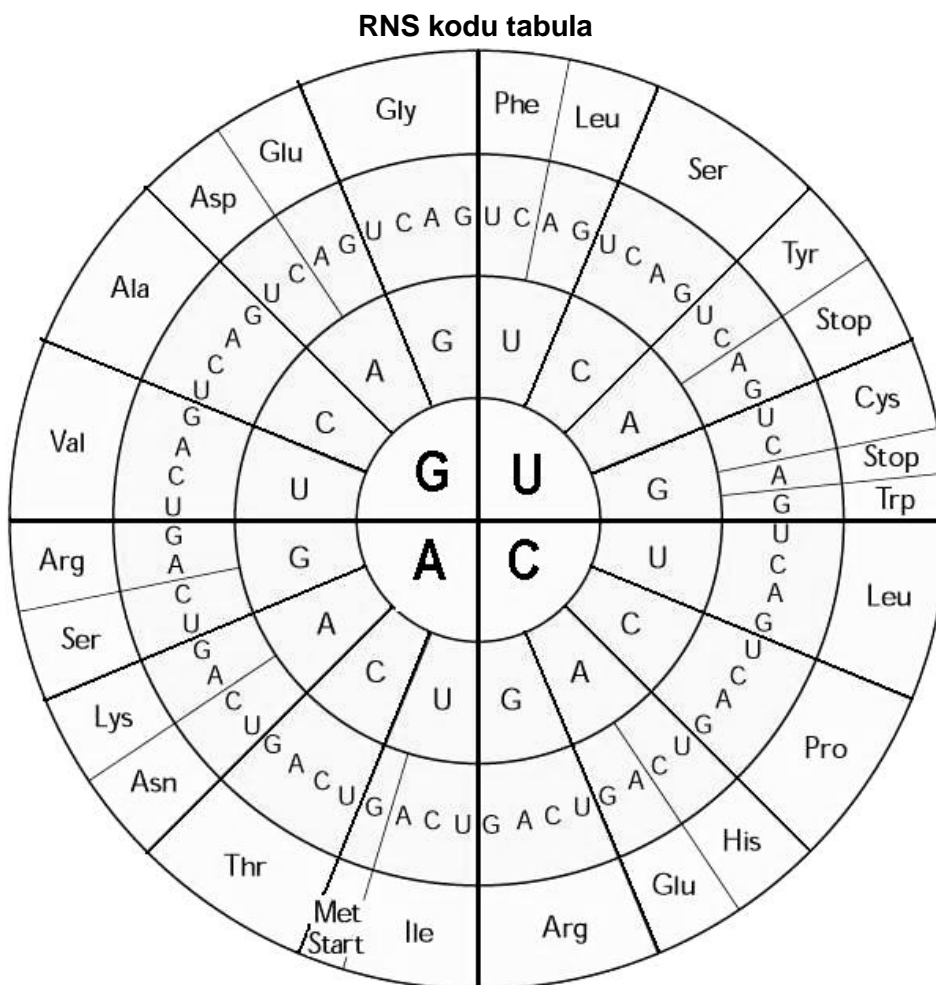 RNS kodu tabula
Phe
Leu
Ser
Tyr
Stop
Cys
Stop
Trp
Leu
Pro
His
Glu
Arg
Ile
Met
Start
Thr
Asn
Lys
Ser
Arg
Val
Ala
Asp
Glu
Gly
U C A G U C A G U C A G U C A G
U C A G U C A G U C A G U C A G
U C A G U C A G U C A G U C A G
U C A G U C A G U C A G U C A G
U C A G
U C A G
U C A G
U C A G
G U
A C